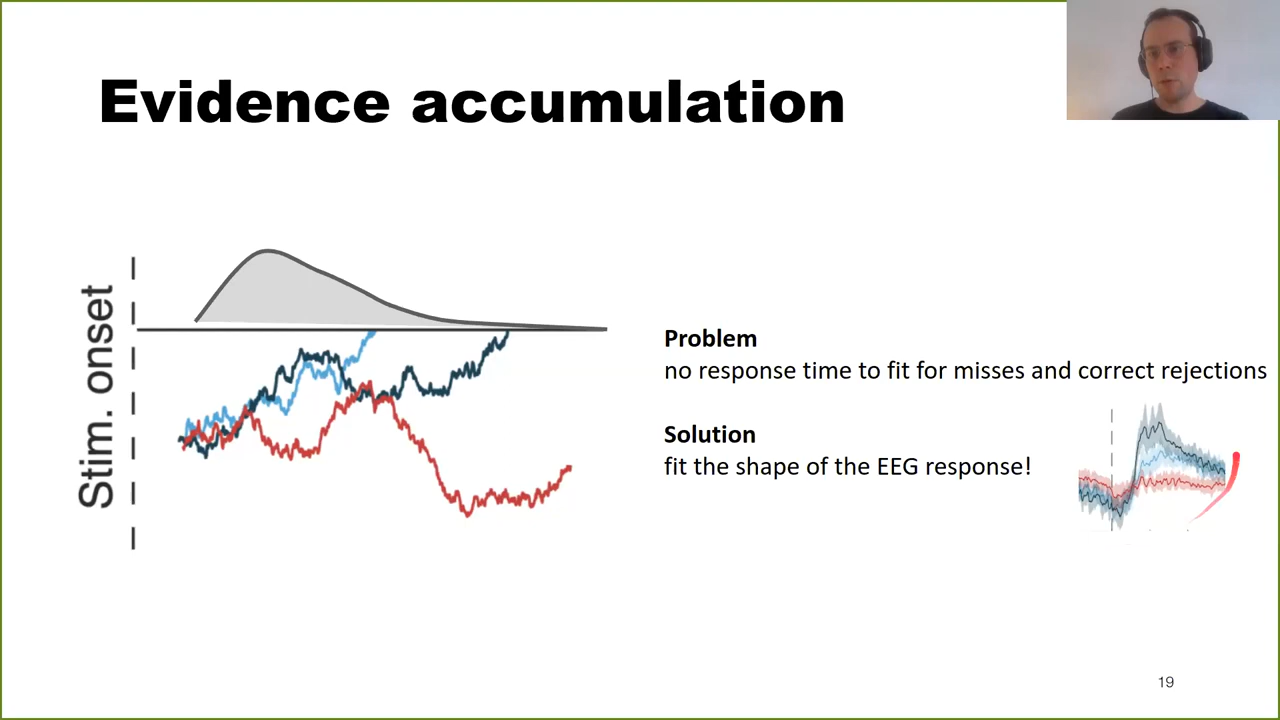 Evidence accumulation
Stim. onset
Problem
no response time to fit for misses and correct rejections
Solution
fit the shape of the EEG response!
19